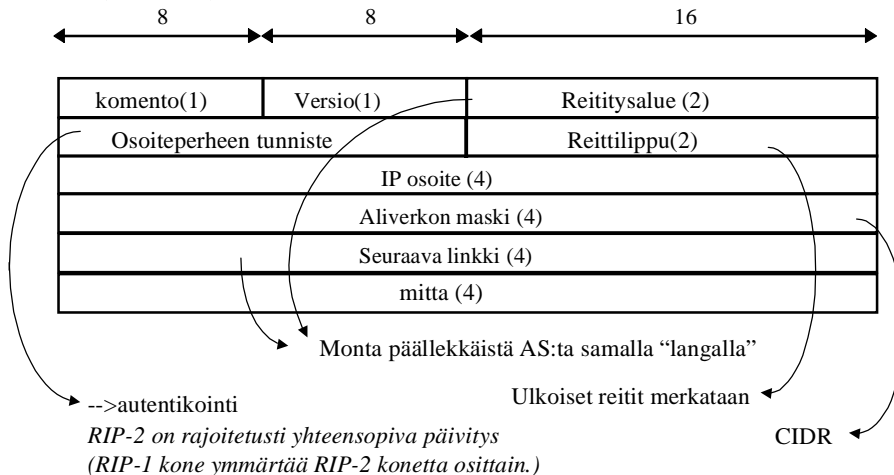 8 8 16
komento(1) Versio(1) Reititysalue (2)
Osoiteperheen tunniste Reittilippu(2)
IP osoite (4)
Aliverkon maski (4)
Seuraava linkki (4)
mitta (4)
Monta päällekkäistä AS:ta samalla “langalla”
Ulkoiset reitit merkataan
-->autentikointi
CIDR
RIP-2 on rajoitetusti yhteensopiva päivitys
(RIP-1 kone ymmärtää RIP-2 konetta osittain.)